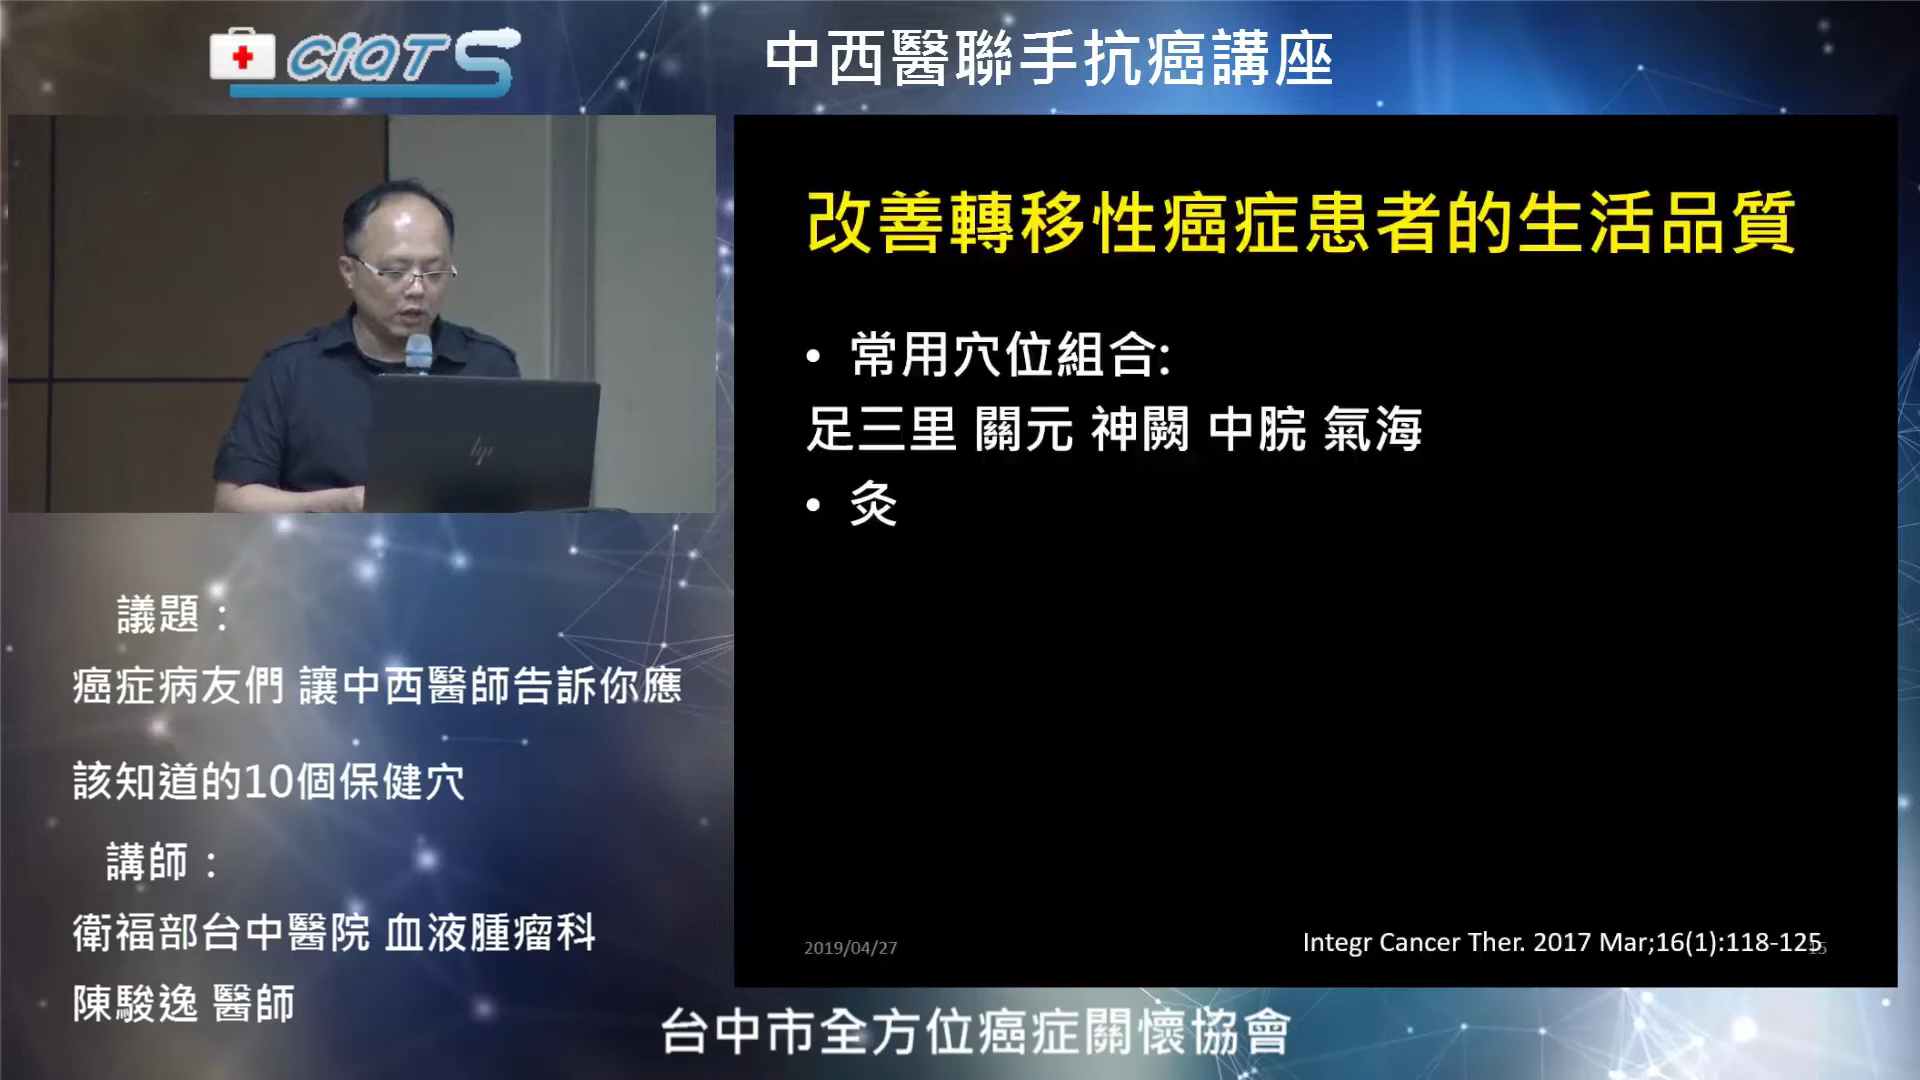 CiQTS
中西醫聯手抗癌講座
改善轉移性癌症患者的生活品質
• 常用穴位組合:
足三里 關元 神闕 中脘 氣海
• 灸
2019/04/27
Integr Cancer Ther. 2017 Mar;16(1):118-125
15
hp
議題：
癌症病友們 讓中西醫師告訴你應
該知道的10個保健穴
講師：
衛福部台中醫院 血液腫瘤科
陳駿逸 醫師
台中市全方位癌症關懷協會